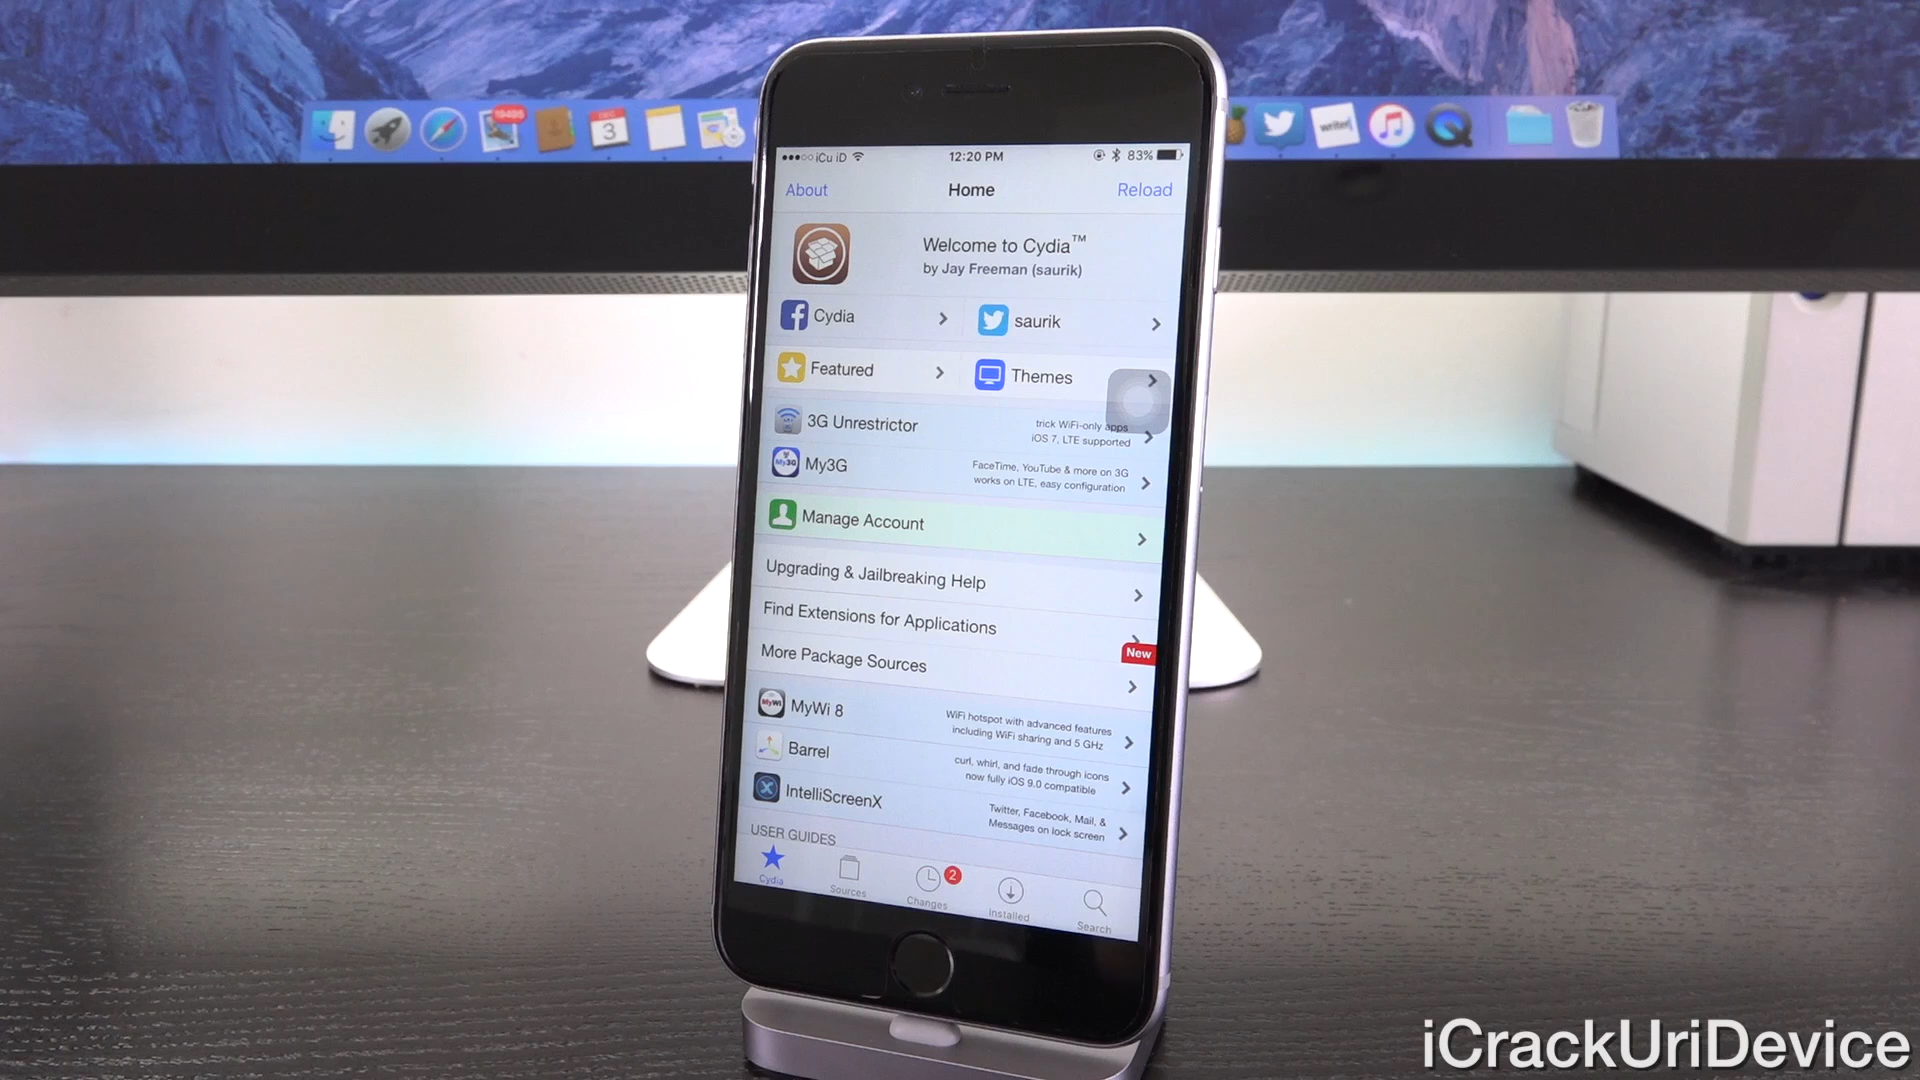 19495
DEC
3
writer
iCu iD 12:20 PM 83%
About Home Reload
Welcome to Cydia™
by Jay Freeman (saurik)
Cydia saurik
Featured Themes
3G Unrestrictor
trick WiFi-only apps
iOS 7, LTE supported
My3G
My3G
FaceTime, YouTube & more on 3G
works on LTE, easy configuration
Manage Account
Upgrading & Jailbreaking Help
Find Extensions for Applications
New
More Package Sources
MyWi
MyWi 8
WiFi hotspot with advanced features
including WiFi sharing and 5 GHz
Barrel
curl, whirl, and fade through icons
now fully iOS 9.0 compatible
IntelliScreenX
Twitter, Facebook, Mail, &
Messages on lock screen
USER GUIDES
2
Cydia Sources Changes Installed Search
iCrackUriDevice